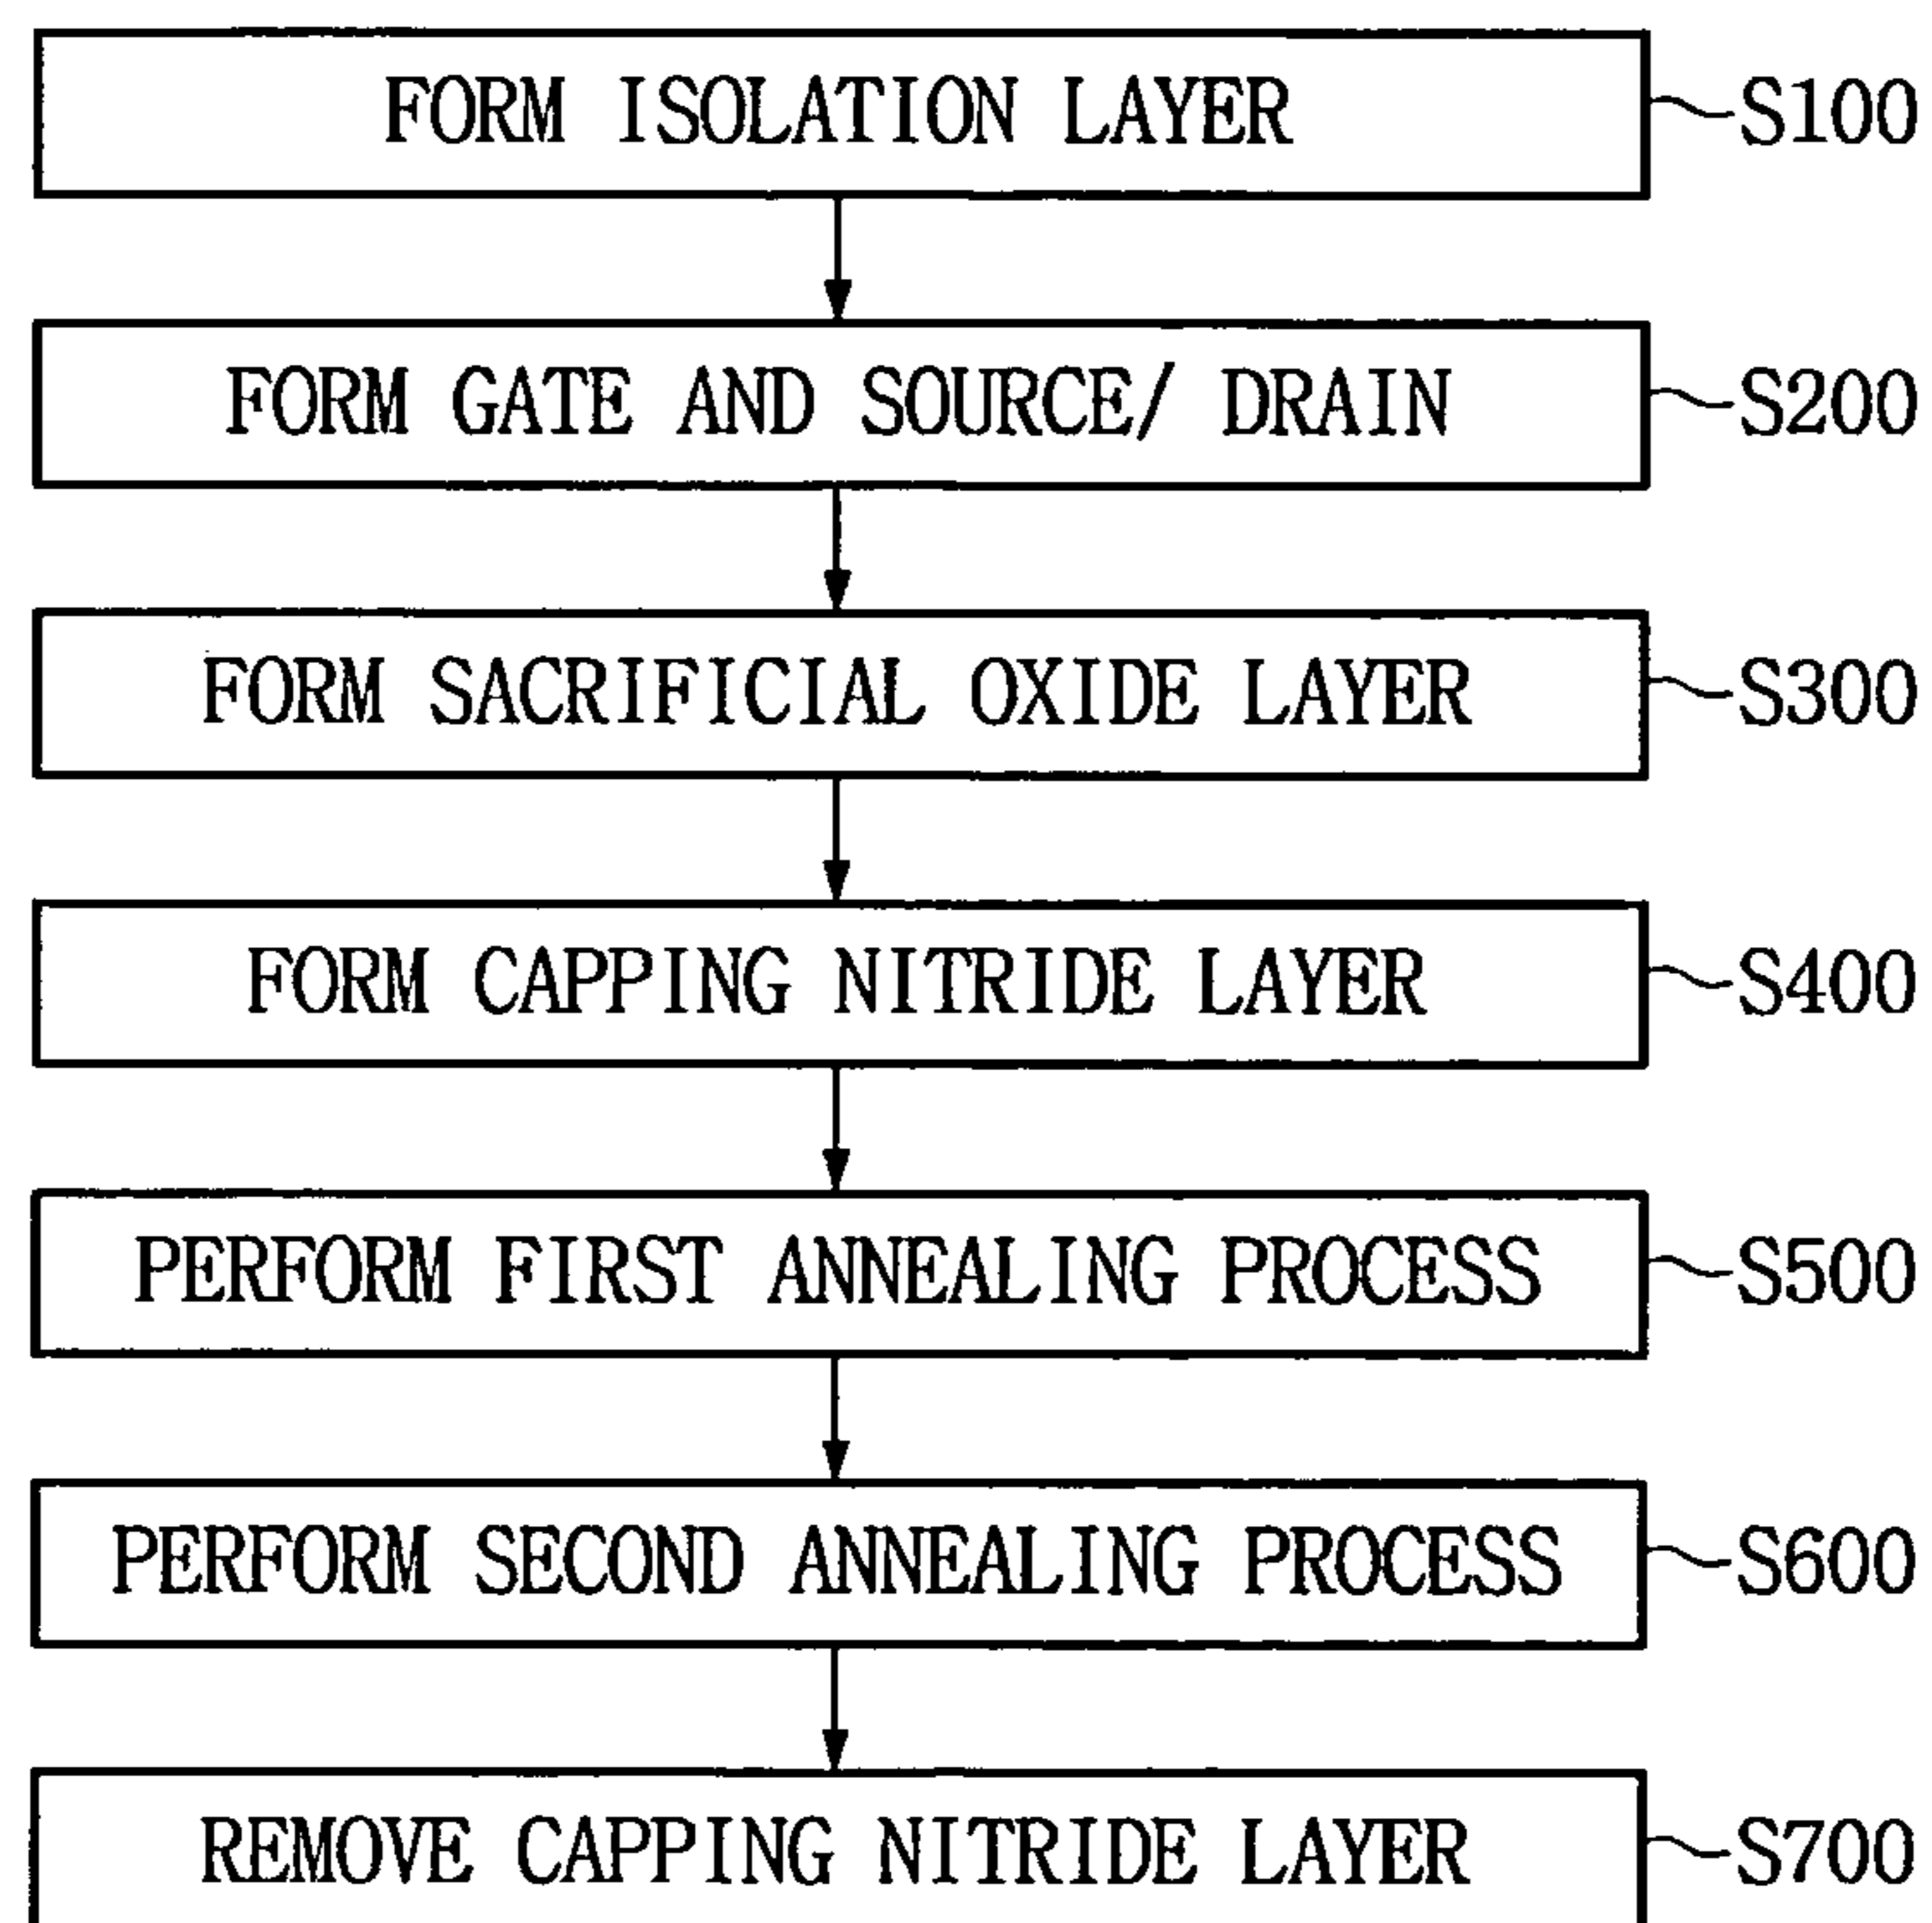 FORM ISOLATION LAYER S100
FORM GATE AND SOURCE/ DRAIN S200
FORM SACRIFICIAL OXIDE LAYER S300
FORM CAPPING NITRIDE LAYER S400
PERFORM FIRST ANNEALING PROCESS S500
PERFORM SECOND ANNEALING PROCESS S600
REMOVE CAPPING NITRIDE LAYER S700